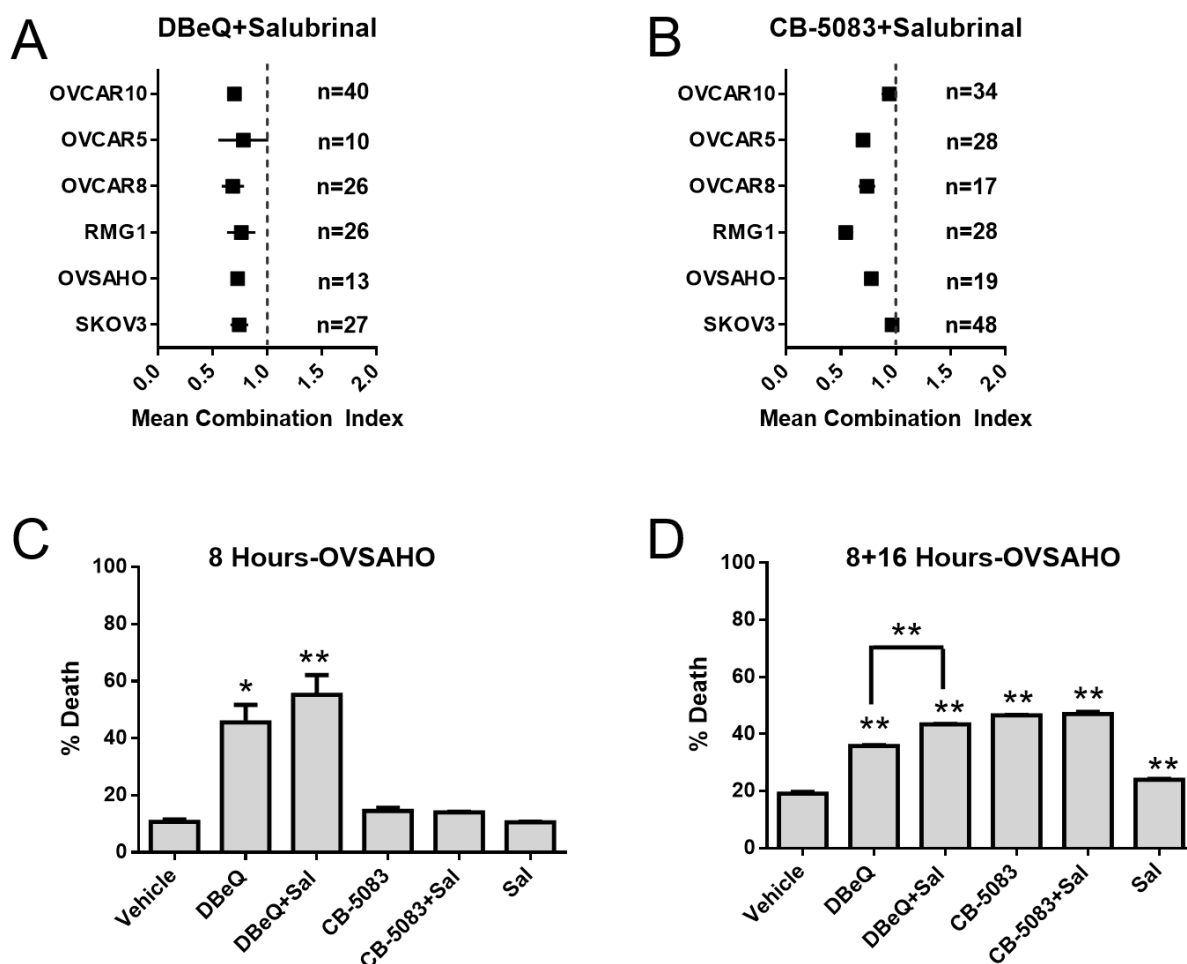 A
DBeQ+Salubrinal
OVCAR10
n=40
OVCAR5
n=10
OVCAR8
n=26
RMG1
n=26
OVSAHO
n=13
SKOV3
n=27
0.0 0.5 1.0 1.5 2.0
Mean Combination Index
B
CB-5083+Salubrinal
OVCAR10
n=34
OVCAR5
n=28
OVCAR8
n=17
RMG1
n=28
OVSAHO
n=19
SKOV3
n=48
0.0 0.5 1.0 1.5 2.0
Mean Combination Index
C
8 Hours-OVSAHO
% Death
100
80
60
40
20
0
*
**
Vehicle
DBeQ
DBeQ+Sal
CB-5083
CB-5083+Sal
Sal
D
8+16 Hours-OVSAHO
% Death
100
80
60
40
20
0
**
**
**
**
**
**
Vehicle
DBeQ
DBeQ+Sal
CB-5083
CB-5083+Sal
Sal